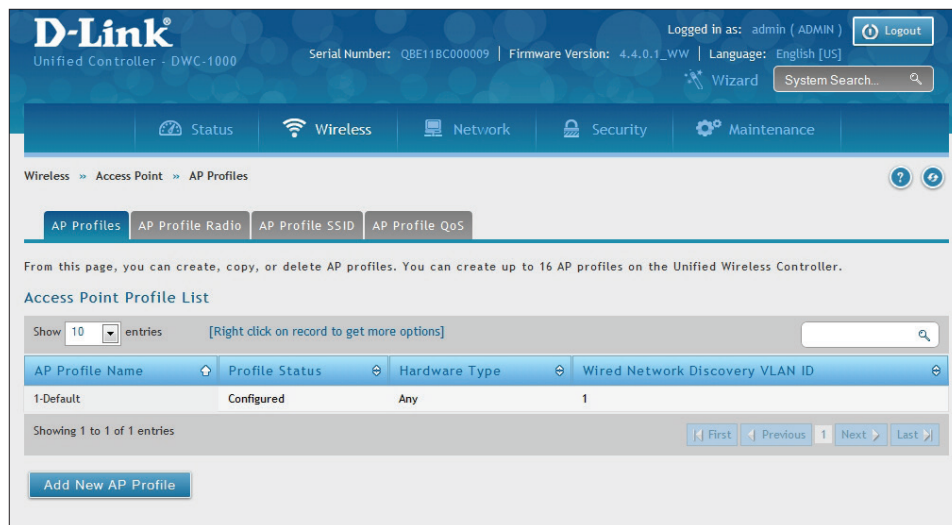 D-Link®
Unified Controller - DWC-1000
Logged in as: admin ( ADMIN ) Logout
Serial Number: QBE11BC000009 | Firmware Version: 4.4.0.1_WW | Language: English [US]
Wizard System Search...
Status Wireless Network Security Maintenance
Wireless » Access Point » AP Profiles ?
AP Profiles AP Profile Radio AP Profile SSID AP Profile QoS
From this page, you can create, copy, or delete AP profiles. You can create up to 16 AP profiles on the Unified Wireless Controller.
Access Point Profile List
Show 10 entries [Right click on record to get more options]
AP Profile Name Profile Status Hardware Type Wired Network Discovery VLAN ID
1-Default Configured Any 1
Showing 1 to 1 of 1 entries First Previous 1 Next Last
Add New AP Profile